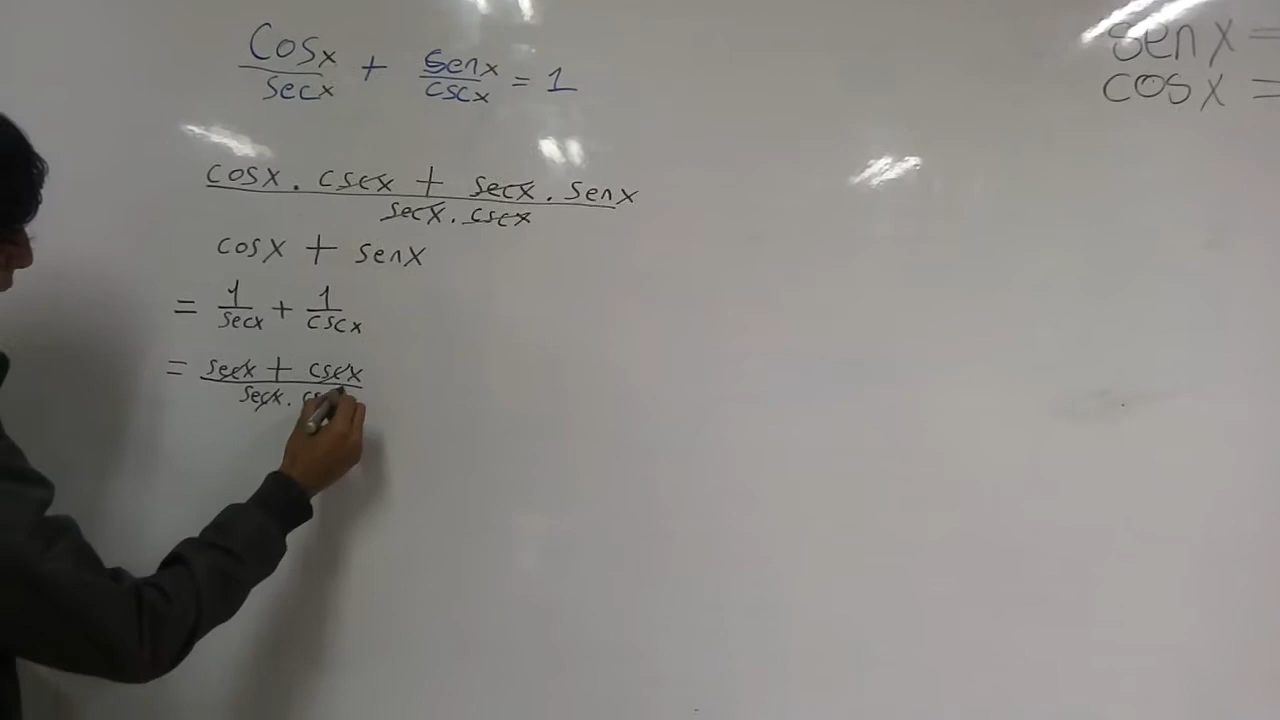 Cosx/secx + senx/cscx = 1
senx =
cosx =
cosx . cscx + secx . senx / secx . cscx
cosx + senx
= 1/secx + 1/cscx
= secx + cscx / secx .